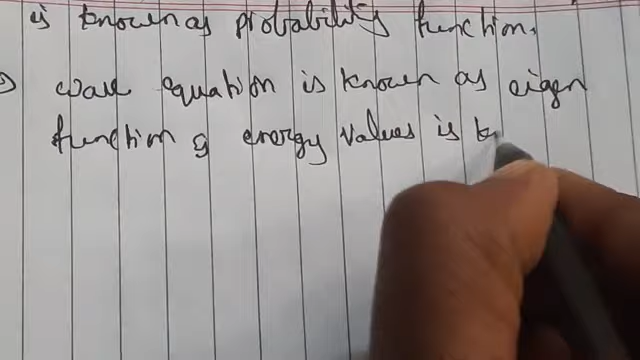 is known as probability function.
wave equation is known as eigen
function & energy values is k